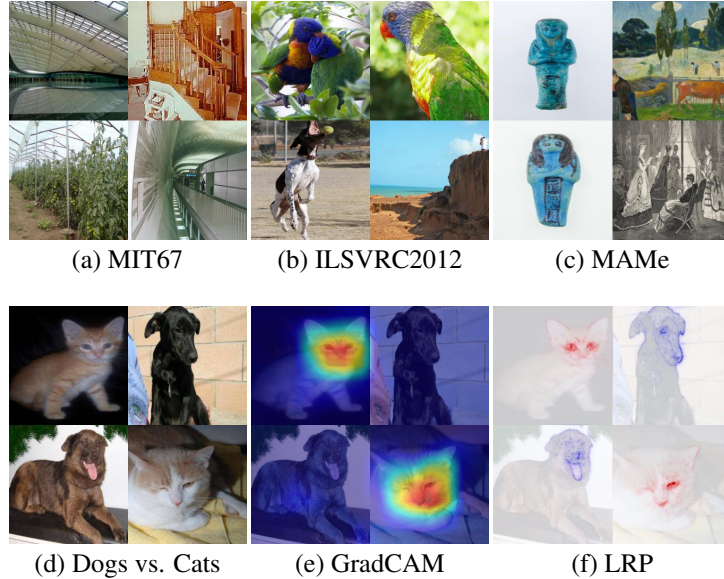 (a) MIT67
(b) ILSVRC2012
(c) MAMe
(d) Dogs vs. Cats
(e) GradCAM
(f) LRP